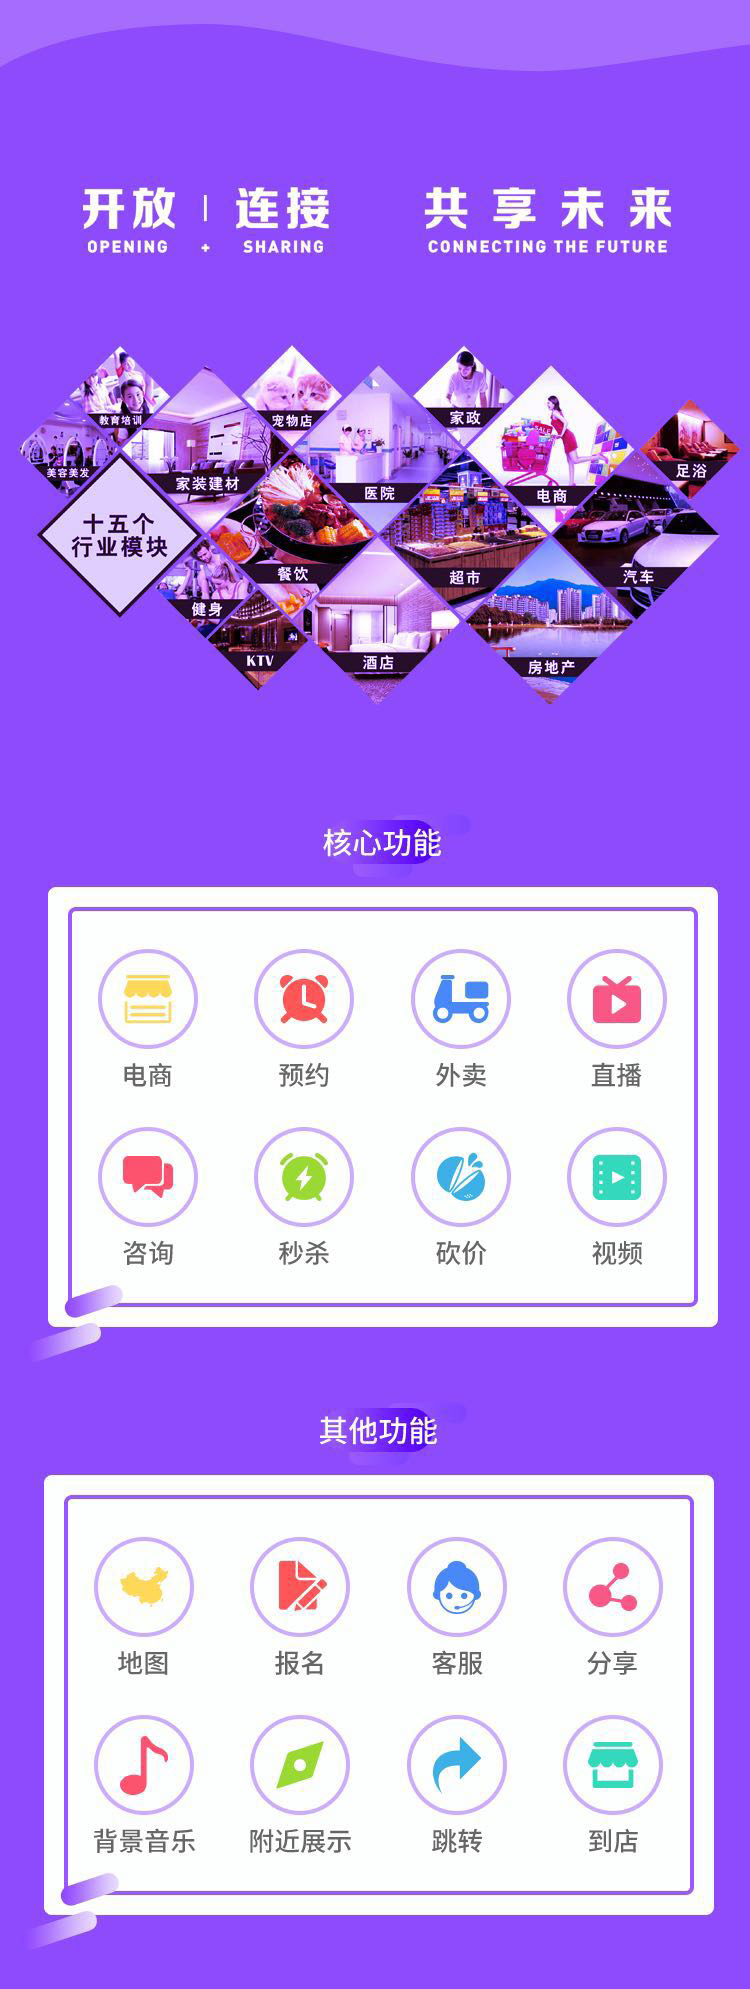 开放 | 连接 共享未来
OPENING + SHARING CONNECTING THE FUTURE
教育培训
宠物店
家政
美容美发
家装建材
医院
SALE
电商
足浴
十五个
行业模块
餐饮
超市
汽车
健身
KTV
酒店
房地产
核心功能
电商 预约 外卖 直播
咨询 秒杀 砍价 视频
其他功能
地图 报名 客服 分享
背景音乐 附近展示 跳转 到店